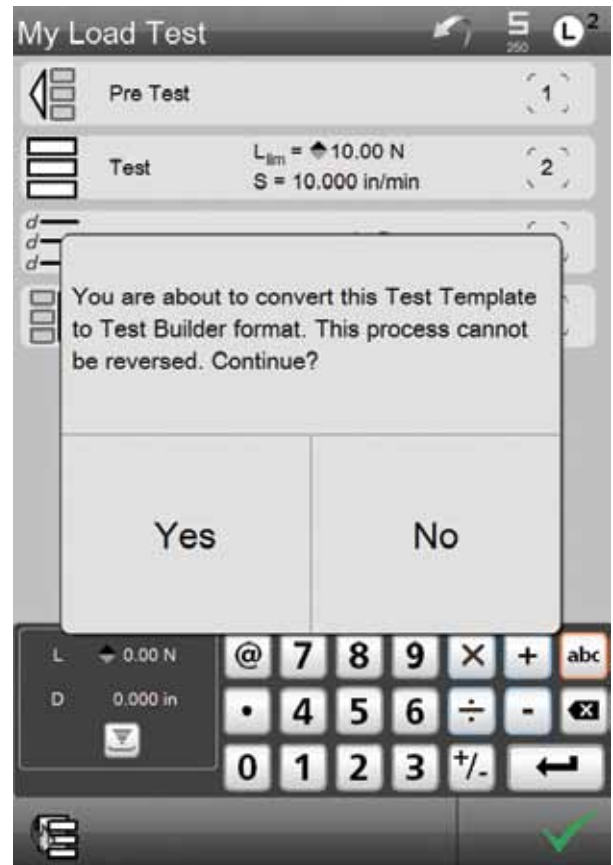 My Load Test
S
250
L2
Pre Test
1
Test
Llim = 10.00 N
S = 10.000 in/min
2
d
d
d
You are about to convert this Test Template
to Test Builder format. This process cannot
be reversed. Continue?
Yes
No
L 0.00 N
D 0.000 in
@ 7 8 9 × + abc
• 4 5 6 ÷ -
0 1 2 3 +/-